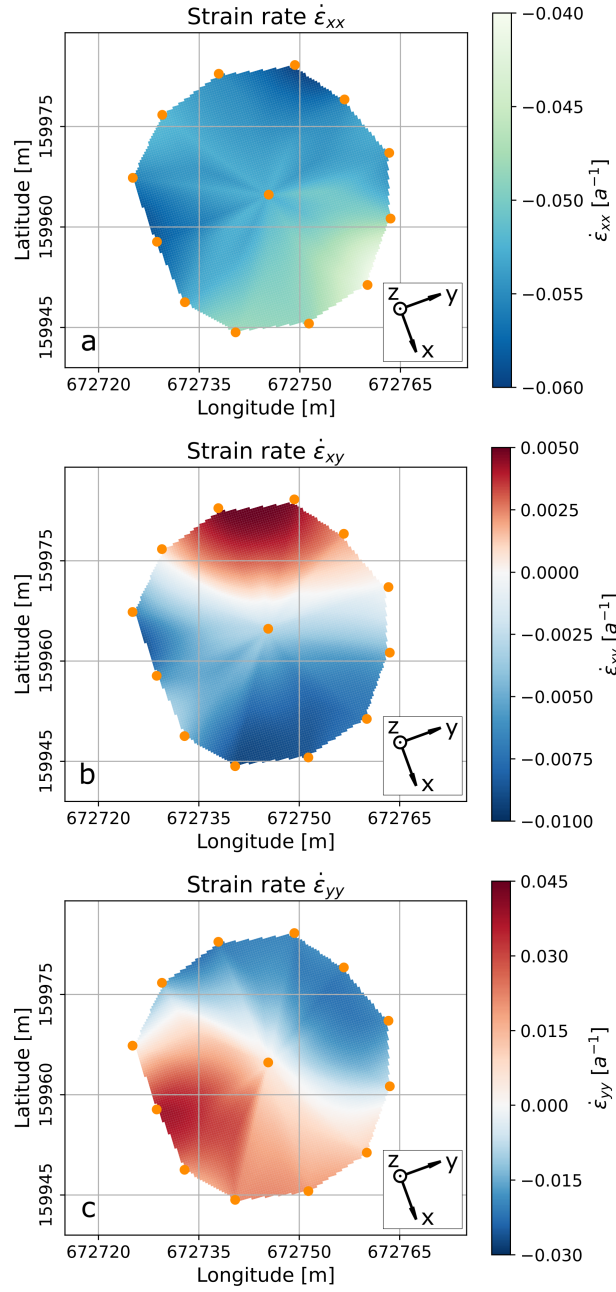 Strain rate ε̇xx
Latitude [m]
159975
159960
159945
a
z
y
x
672720 672735 672750 672765
Longitude [m]
−0.040
−0.045
−0.050
−0.055
−0.060
ε̇xx [a⁻¹]
Strain rate ε̇xy
Latitude [m]
159975
159960
159945
b
z
y
x
672720 672735 672750 672765
Longitude [m]
0.0050
0.0025
0.0000
−0.0025
−0.0050
−0.0075
−0.0100
ε̇xy [a⁻¹]
Strain rate ε̇yy
Latitude [m]
159975
159960
159945
c
z
y
x
672720 672735 672750 672765
Longitude [m]
0.045
0.030
0.015
0.000
−0.015
−0.030
ε̇yy [a⁻¹]